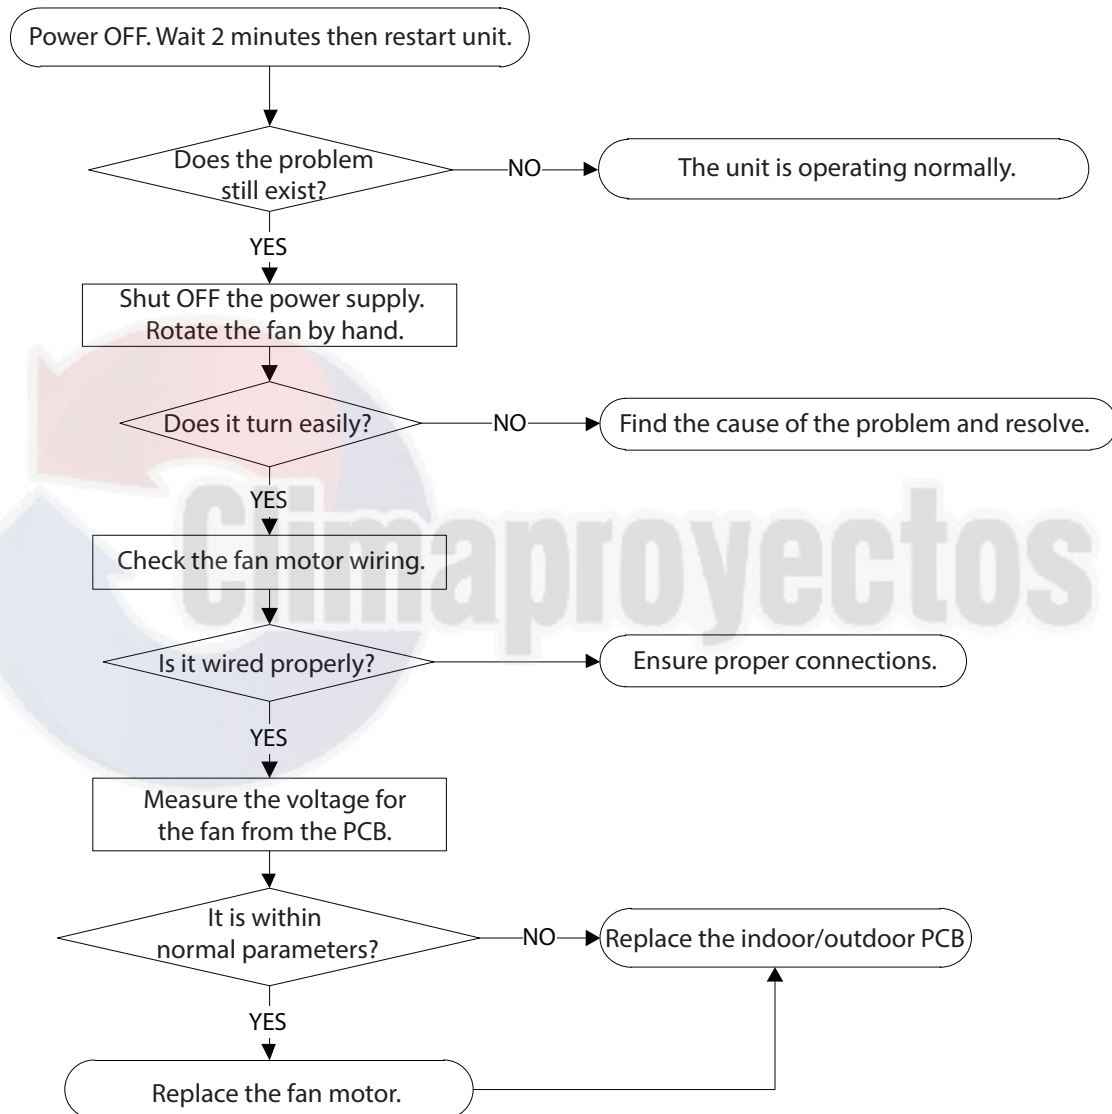 Power OFF. Wait 2 minutes then restart unit.
Does the problem
still exist?
NO
The unit is operating normally.
YES
Shut OFF the power supply.
Rotate the fan by hand.
Does it turn easily?
NO
Find the cause of the problem and resolve.
YES
Climaproyectos
Check the fan motor wiring.
Is it wired properly?
Ensure proper connections.
YES
Measure the voltage for
the fan from the PCB.
It is within
normal parameters?
NO
Replace the indoor/outdoor PCB
YES
Replace the fan motor.